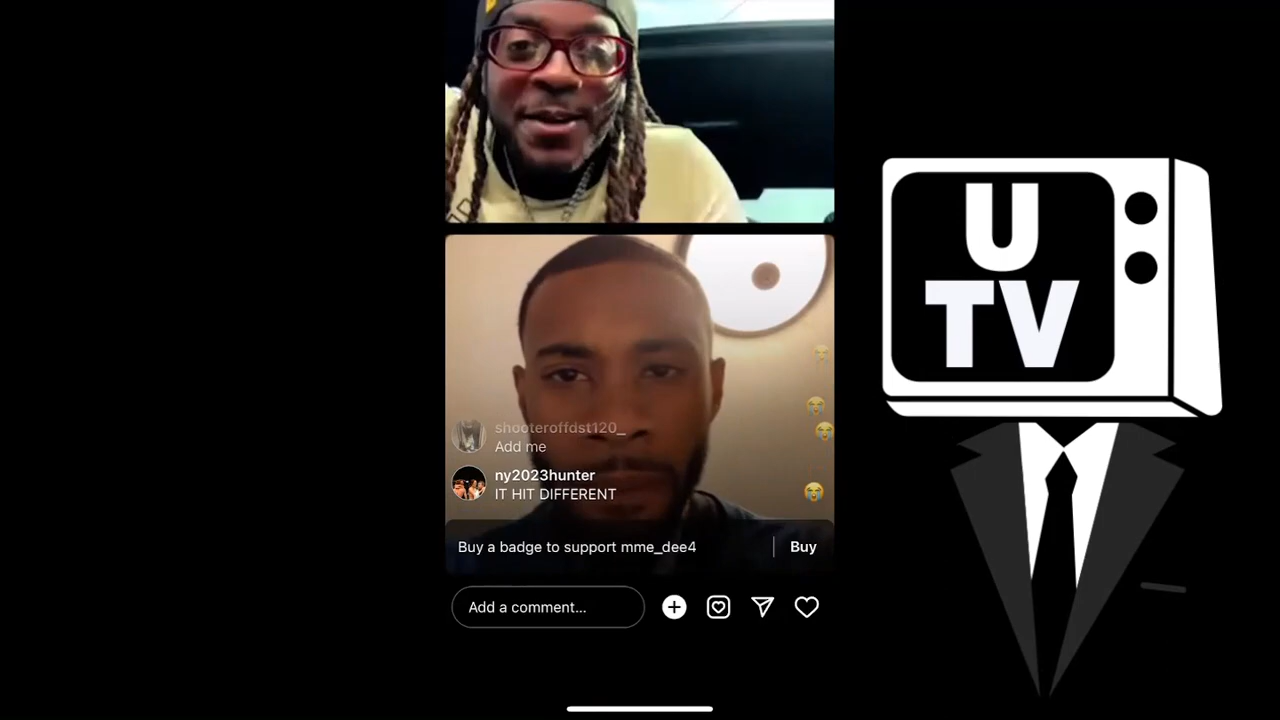 shooteroffdst120_
Add me
ny2023hunter
IT HIT DIFFERENT
Buy a badge to support mme_dee4
Buy
Add a comment...
U
TV